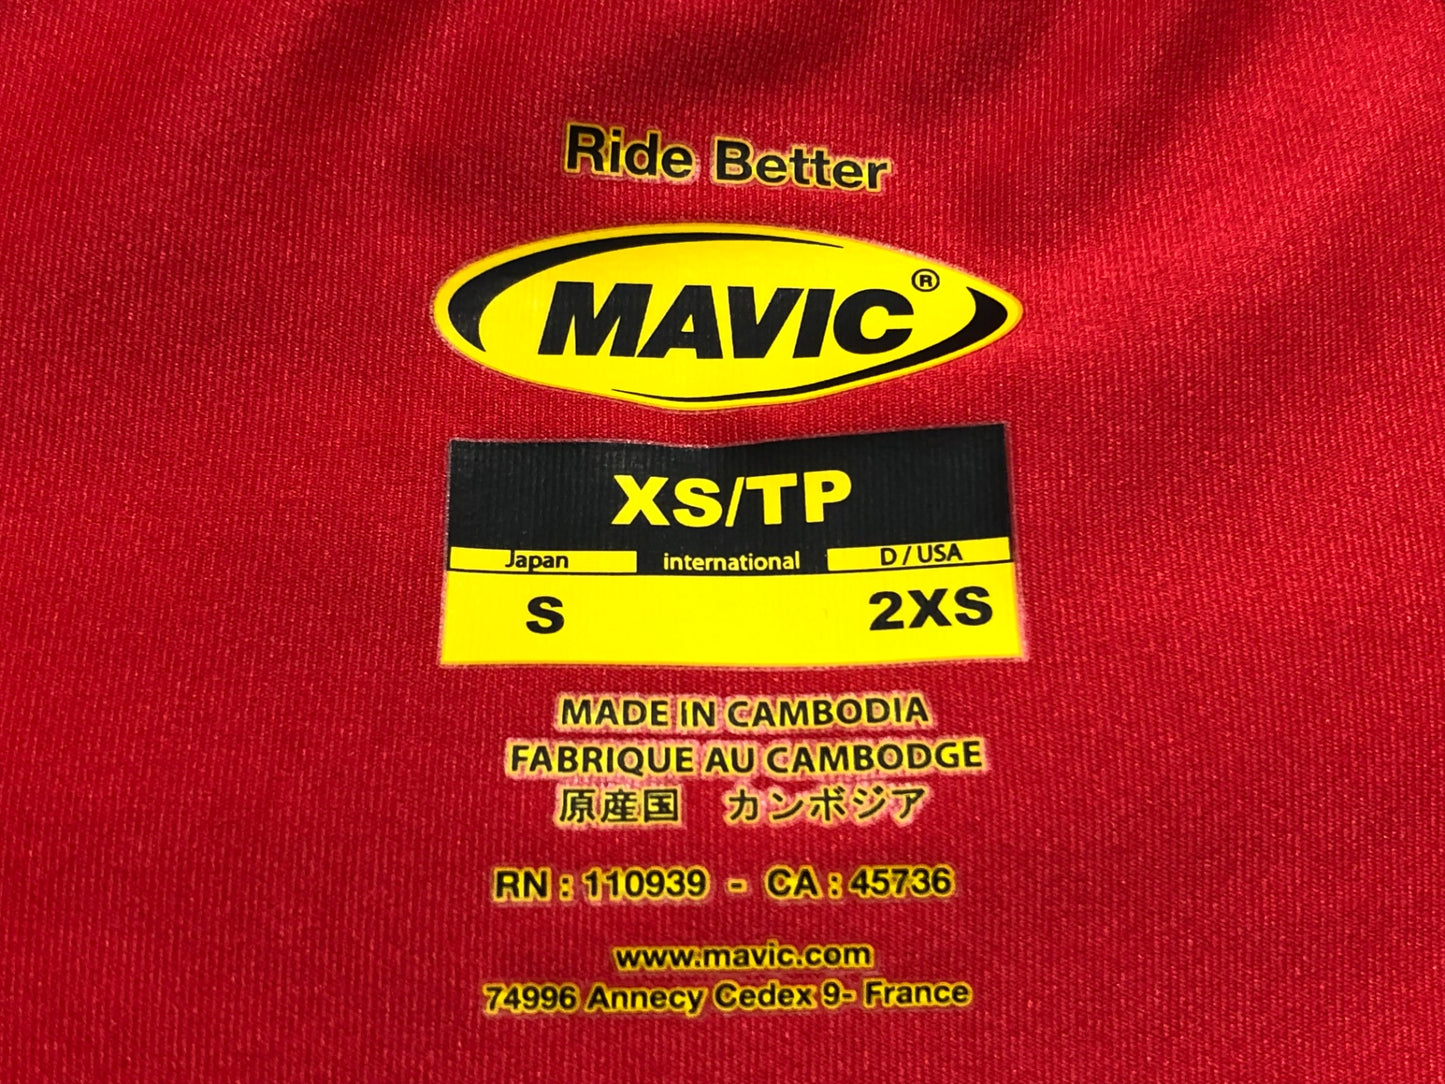 Ride Better
MAVIC®
XS/TP
Japan international D / USA
S 2XS
MADE IN CAMBODIA
FABRIQUE AU CAMBODGE
原産国　カンボジア
RN : 110939 - CA : 45736
www.mavic.com
74996 Annecy Cedex 9- France